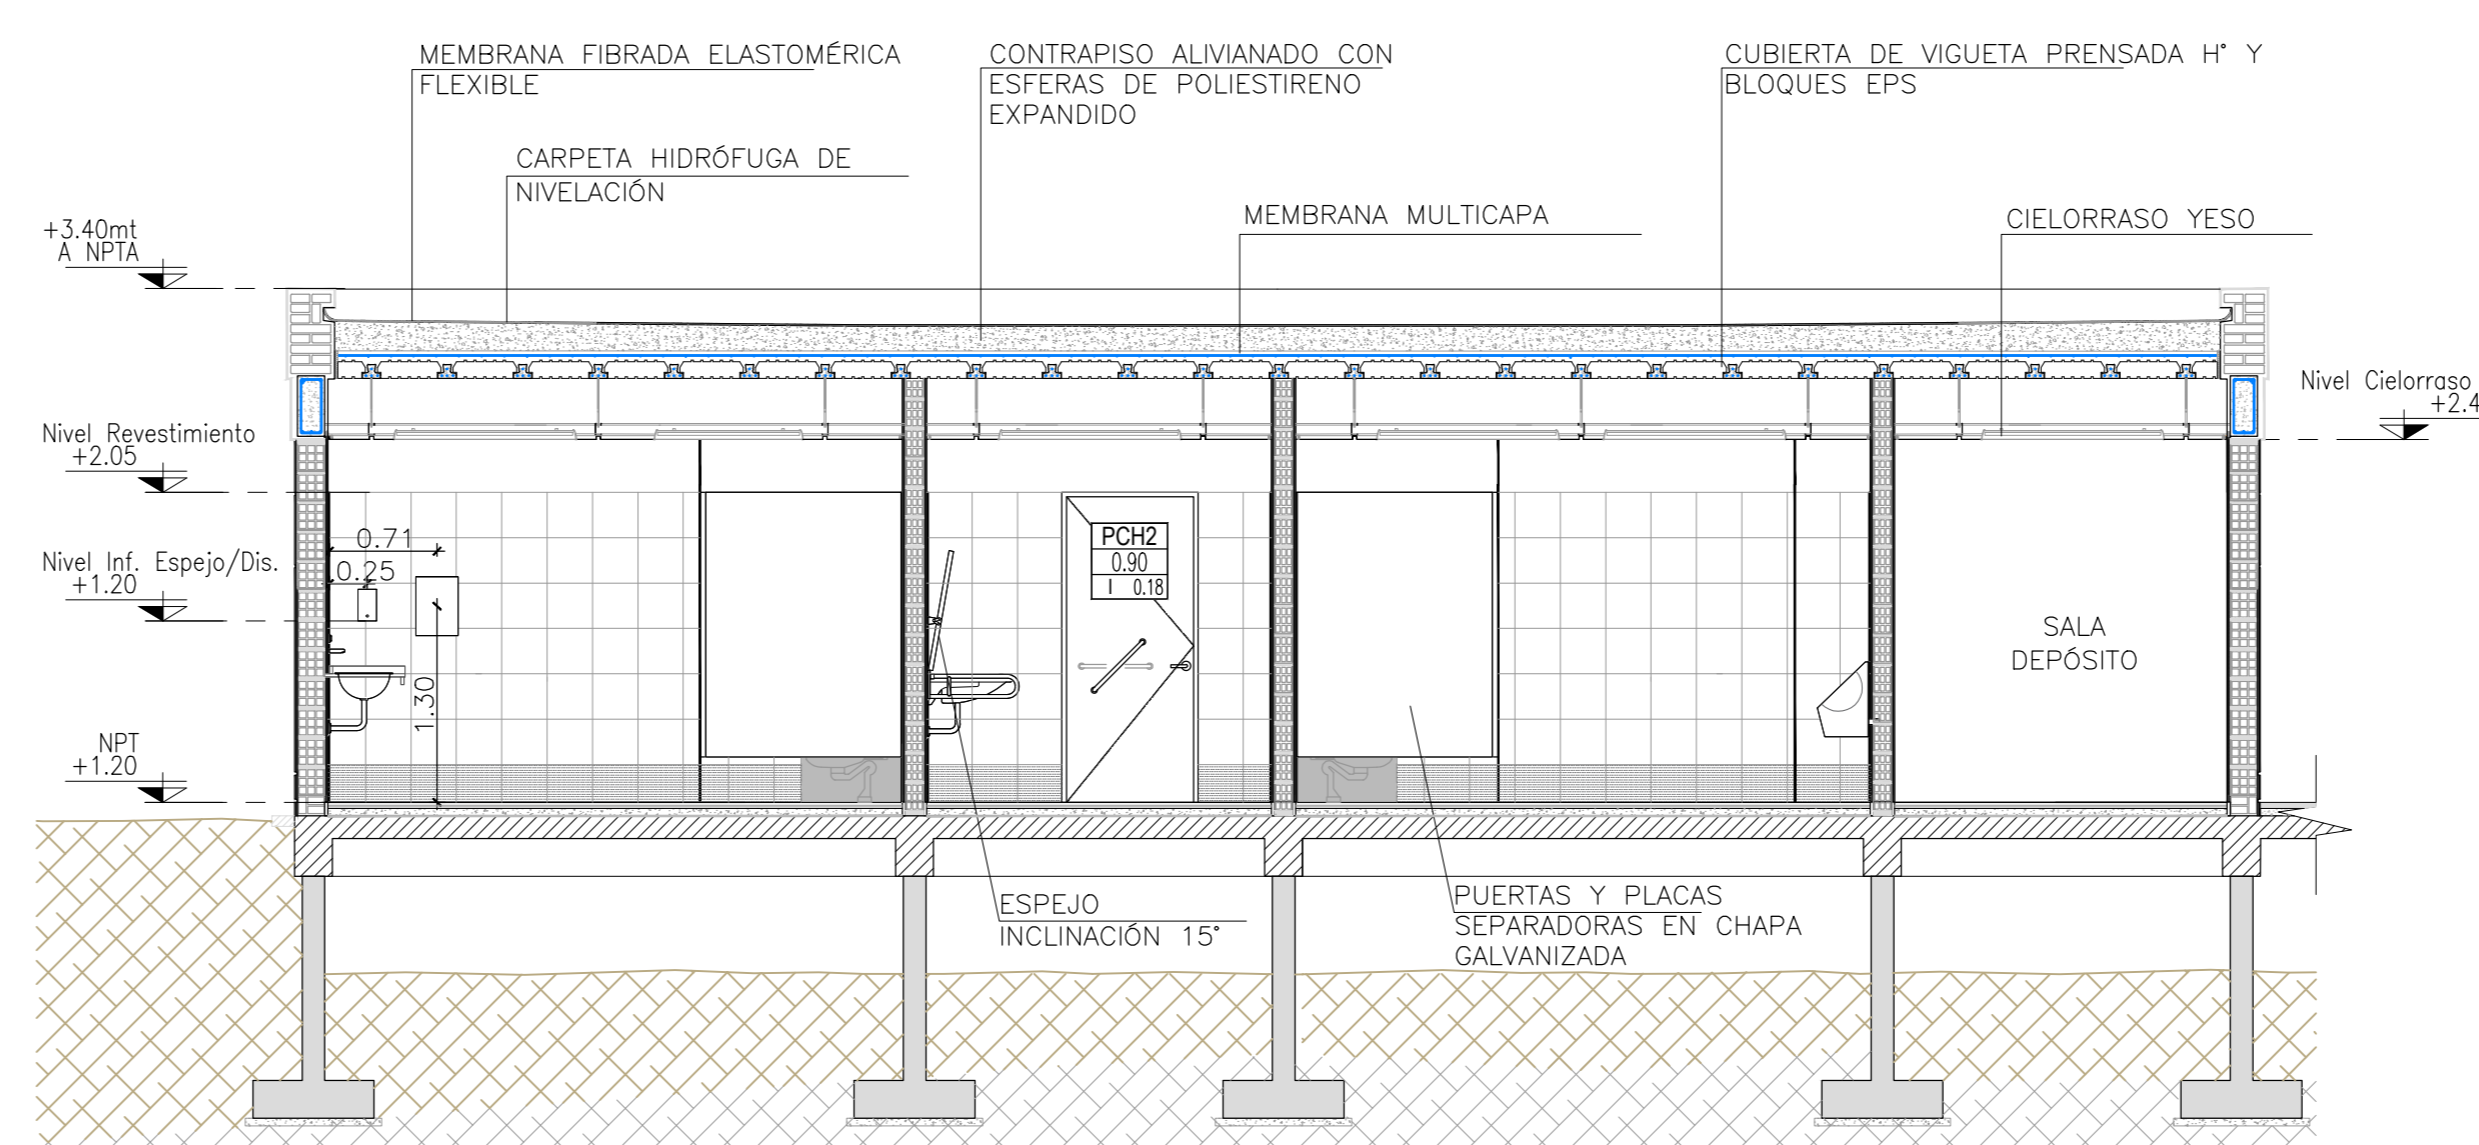 MEMBRANA FIBRADA ELASTOMÉRICA
FLEXIBLE
CONTRAPISO ALIVIANADO CON
ESFERAS DE POLIESTIRENO
EXPANDIDO
CUBIERTA DE VIGUETA PRENSADA H° Y
BLOQUES EPS
CARPETA HIDRÓFUGA DE
NIVELACIÓN
MEMBRANA MULTICAPA
CIELORRASO YESO
+3.40mt
A NPTA
Nivel Cielorraso
+2.4
Nivel Revestimiento
+2.05
Nivel Inf. Espejo/Dis.
+1.20
NPT
+1.20
0.71
0.25
1.30
PCH2
0.90
I 0.18
SALA
DEPÓSITO
ESPEJO
INCLINACIÓN 15°
PUERTAS Y PLACAS
SEPARADORAS EN CHAPA
GALVANIZADA